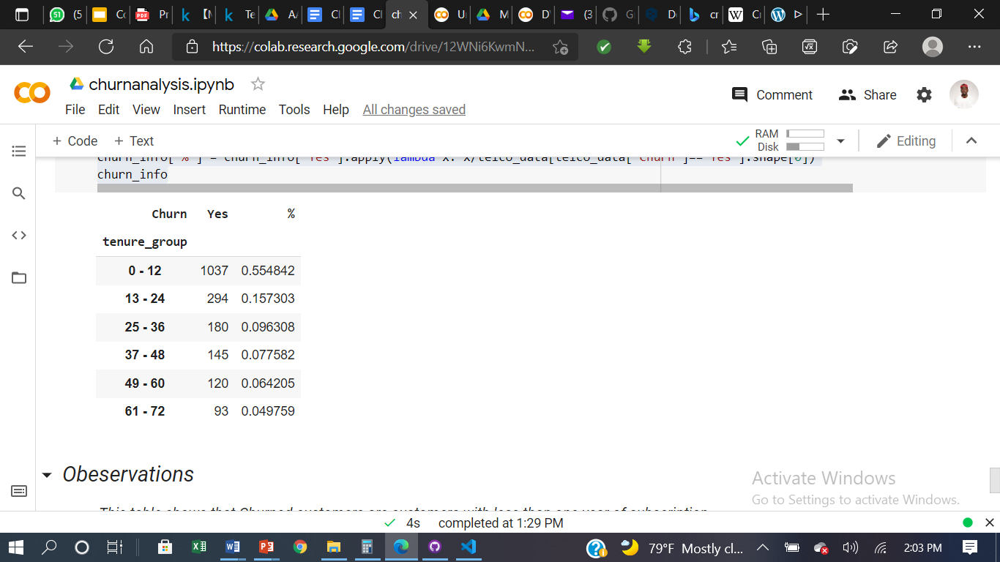 (5
Cc
Pr
【N
Te
A/
Cl
Cl
ch
Ui
M
D'
(3
G
D
cr
Ci
https://colab.research.google.com/drive/12WNi6KwmN...
churnanalysis.ipynb
Comment
Share
File Edit View Insert Runtime Tools Help All changes saved
+ Code + Text
RAM
Disk
Editing
churn_info['%'] = churn_info['Yes'].apply(lambda x: x/telco_data[telco_data['Churn']=='Yes'].shape[0])
churn_info
Churn Yes %
tenure_group
0 - 12 1037 0.554842
13 - 24 294 0.157303
25 - 36 180 0.096308
37 - 48 145 0.077582
49 - 60 120 0.064205
61 - 72 93 0.049759
Obeservations
This table shows that Churned customers are customers with less than one year of subscription
Activate Windows
Go to Settings to activate Windows.
4s completed at 1:29 PM
79°F Mostly cl...
2:03 PM